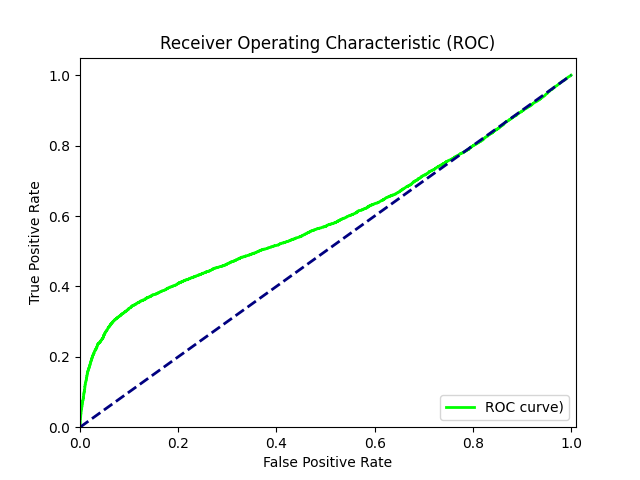 Receiver Operating Characteristic (ROC)
1.0
0.8
0.6
0.4
0.2
0.0
True Positive Rate
ROC curve)
0.0 0.2 0.4 0.6 0.8 1.0
False Positive Rate